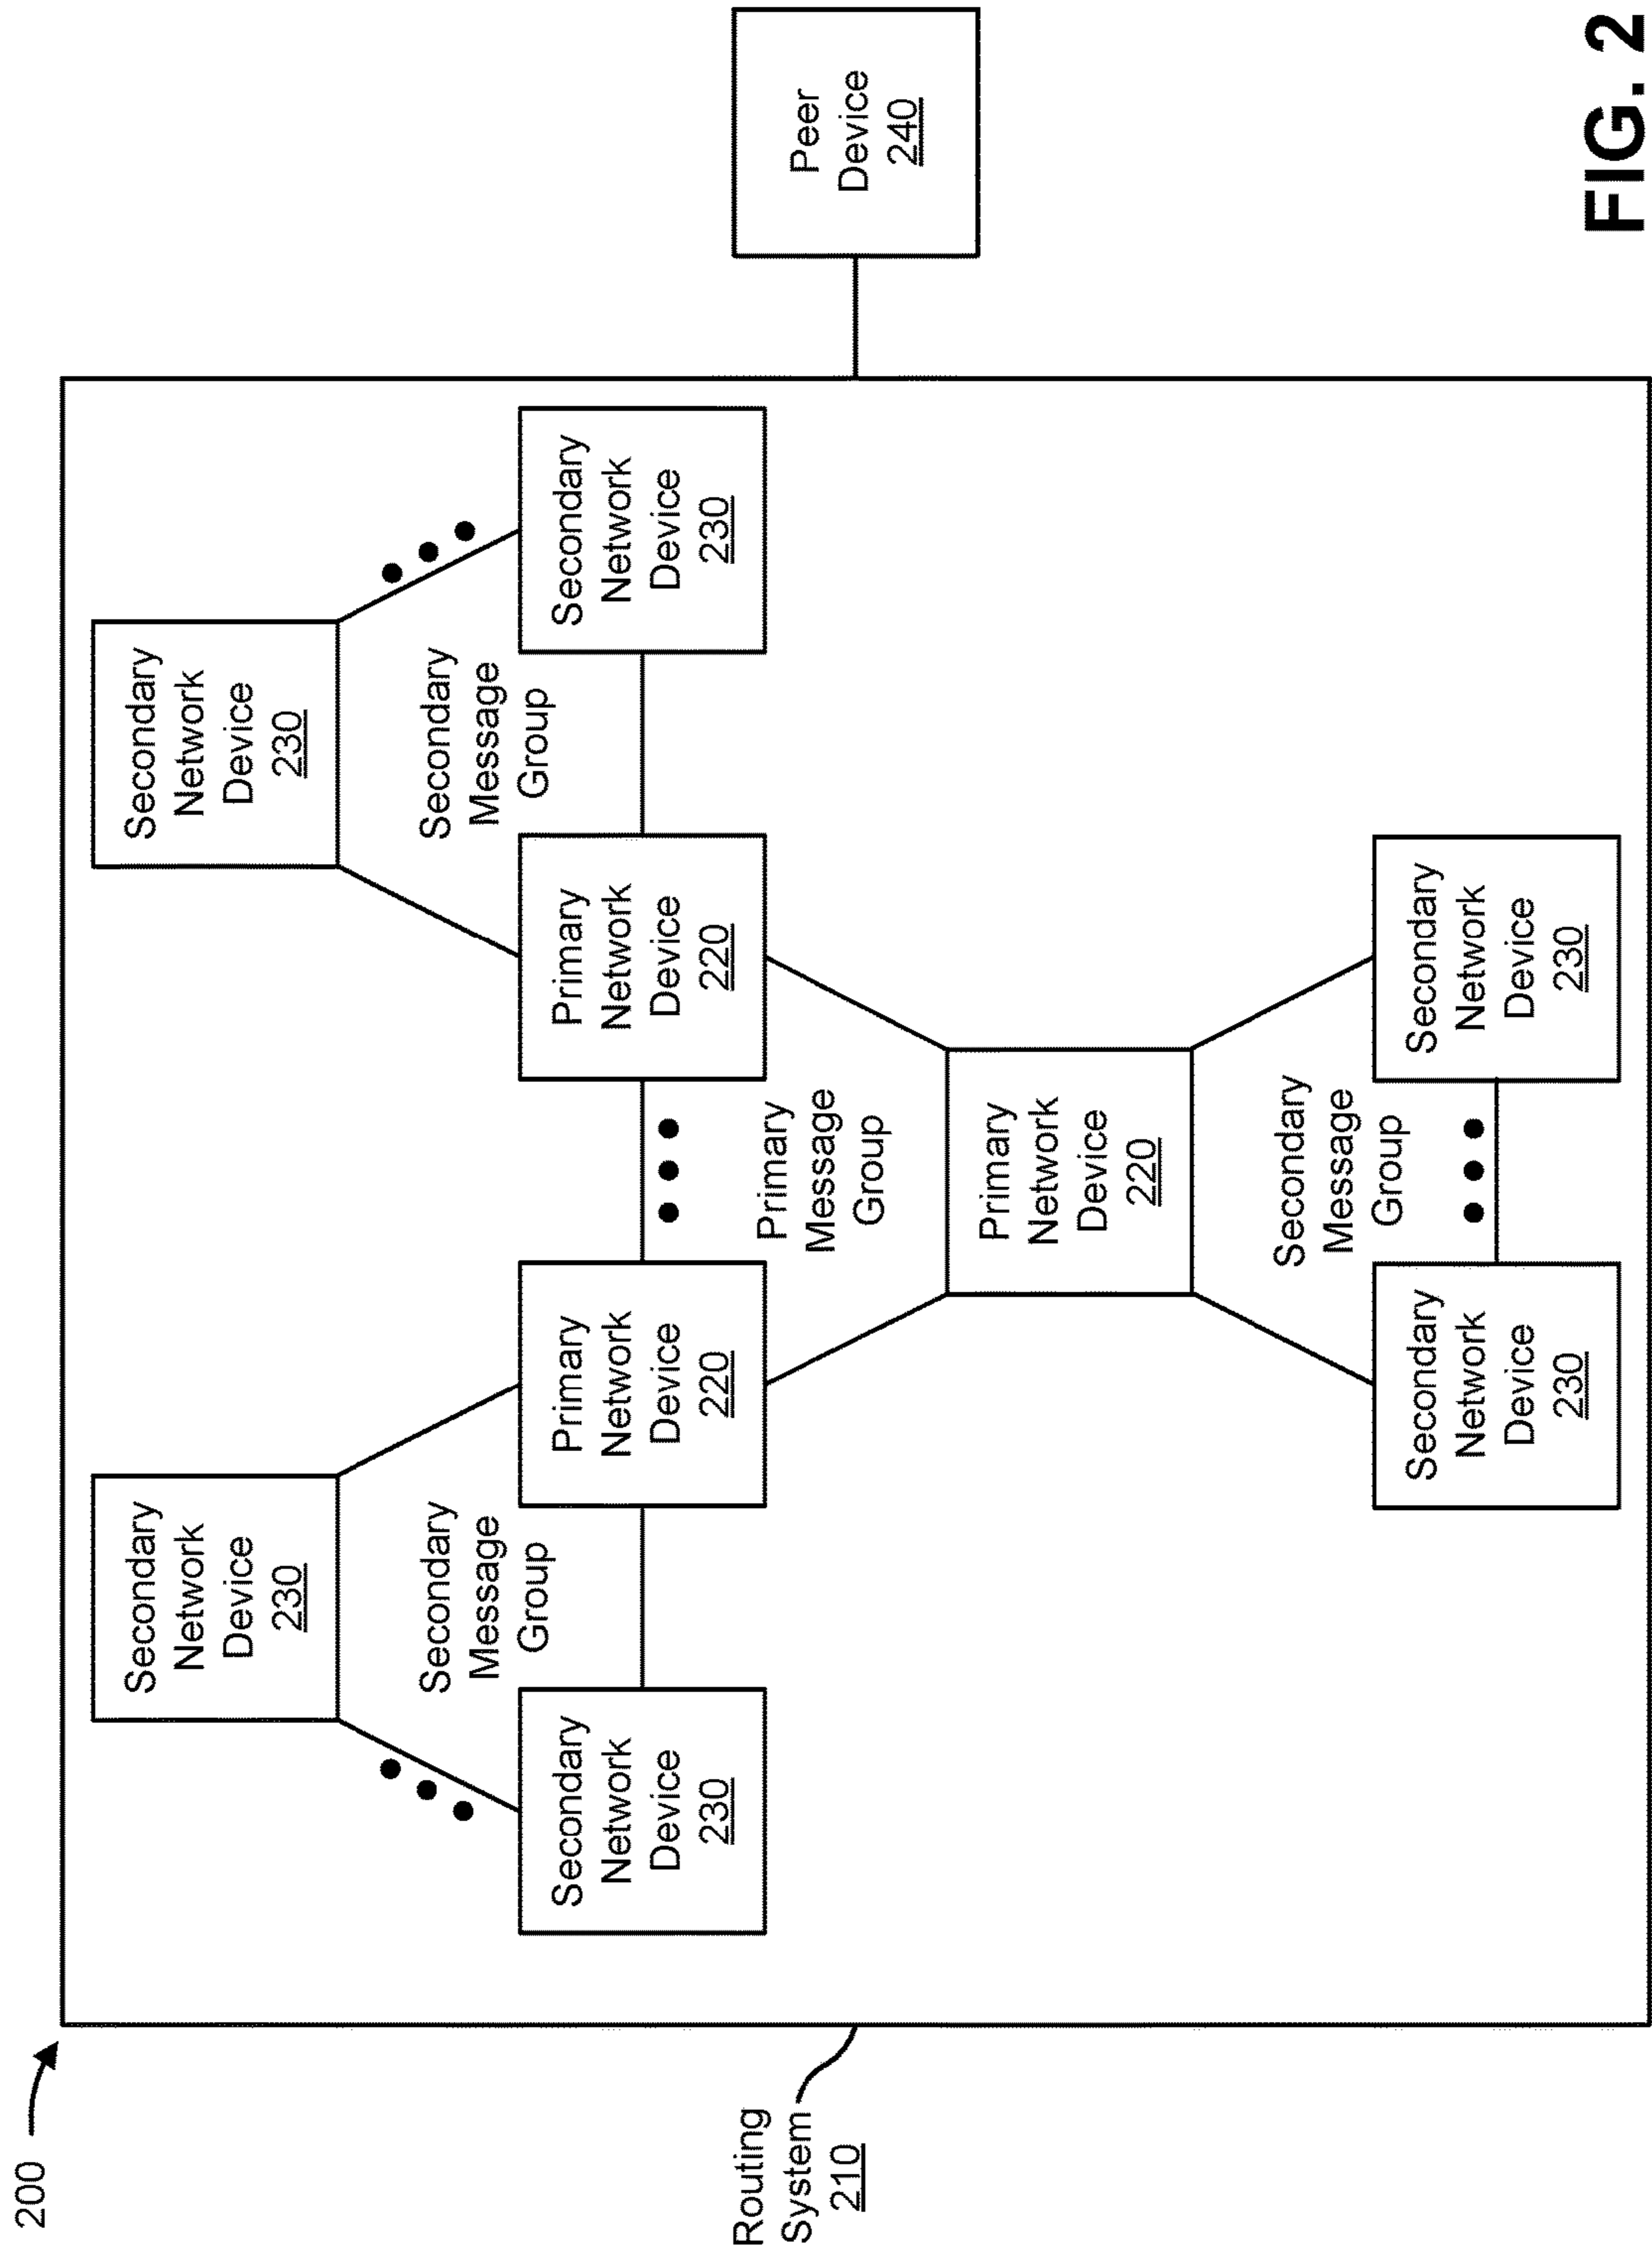 200
Routing
System
210
Secondary
Network
Device
230
Secondary
Network
Device
230
Secondary
Network
Device
230
Secondary
Message
Group
Primary
Network
Device
220
Primary
Network
Device
220
Secondary
Message
Group
Secondary
Network
Device
230
Primary
Message
Group
Primary
Network
Device
220
Secondary
Message
Group
Secondary
Network
Device
230
Secondary
Network
Device
230
Peer
Device
240
FIG. 2